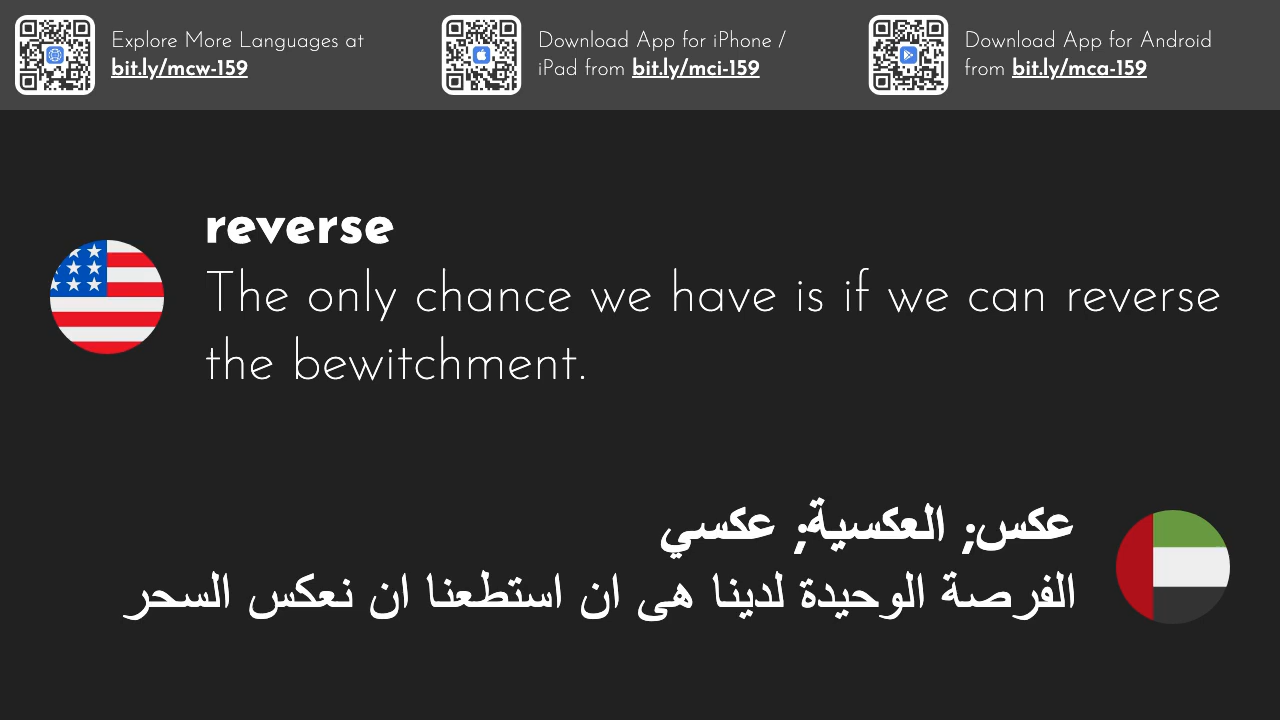 Explore More Languages at
bit.ly/mcw-159
Download App for iPhone /
iPad from bit.ly/mci-159
Download App for Android
from bit.ly/mca-159
reverse
The only chance we have is if we can reverse
the bewitchment.
عكس; العكسية; عكسي
الفرصة الوحيدة لدينا هى ان استطعنا ان نعكس السحر